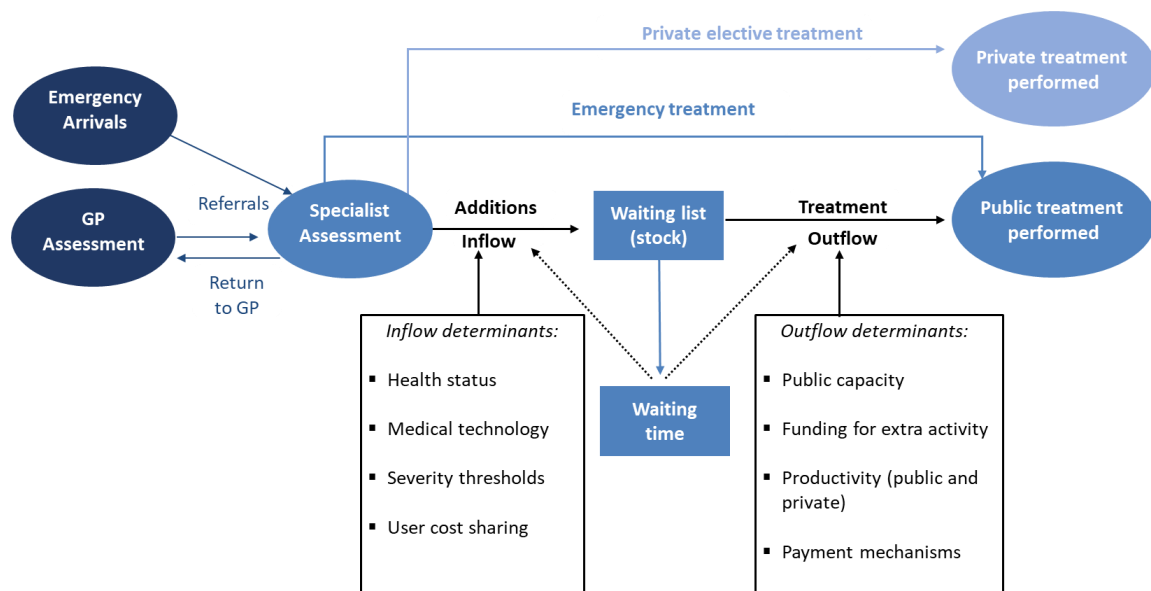 Private elective treatment
Private treatment
performed
Emergency
Arrivals
Emergency treatment
Referrals
GP
Assessment
Specialist
Assessment
Additions
Inflow
Waiting list
(stock)
Treatment
Outflow
Public treatment
performed
Return
to GP
Inflow determinants:
▪ Health status
▪ Medical technology
▪ Severity thresholds
▪ User cost sharing
Waiting
time
Outflow determinants:
▪ Public capacity
▪ Funding for extra activity
▪ Productivity (public and
private)
▪ Payment mechanisms